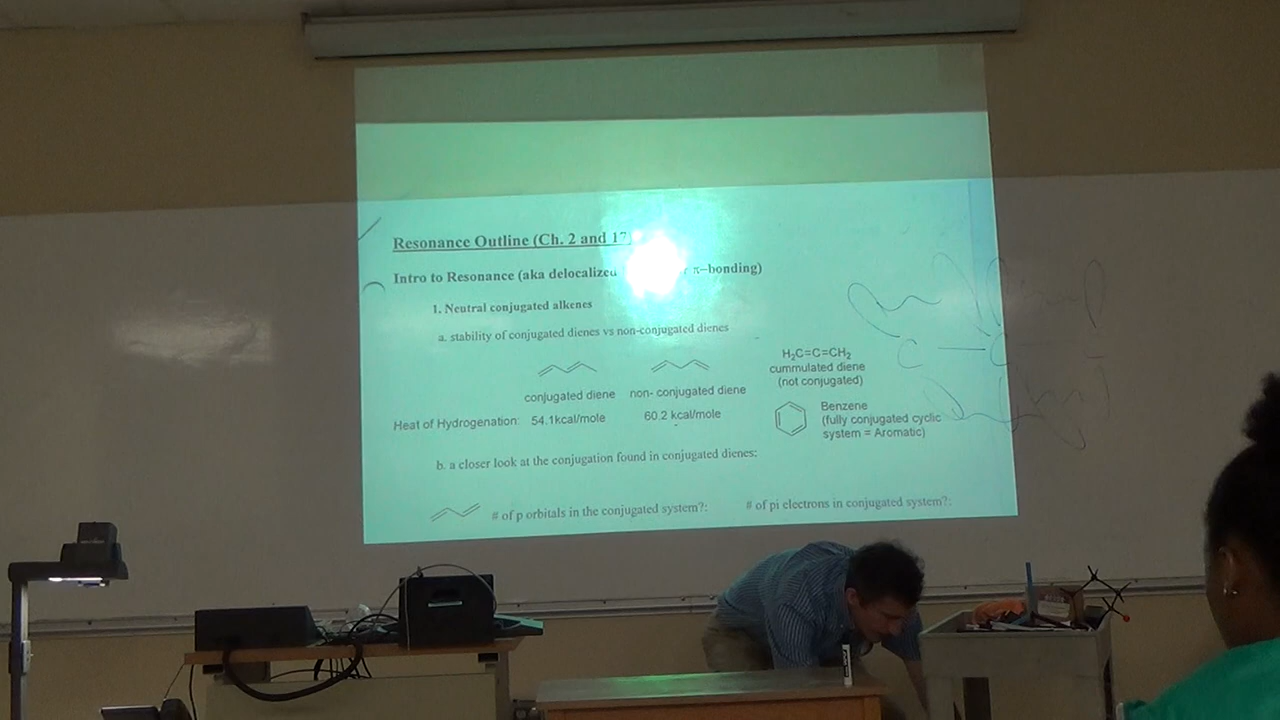 Resonance Outline (Ch. 2 and 17
Intro to Resonance (aka delocalized π-bonding)
1. Neutral conjugated alkenes
a. stability of conjugated dienes vs non-conjugated dienes
H₂C=C=CH₂
cummulated diene
(not conjugated)
conjugated diene non- conjugated diene
Heat of Hydrogenation: 54.1kcal/mole 60.2 kcal/mole
Benzene
(fully conjugated cyclic
system = Aromatic)
b. a closer look at the conjugation found in conjugated dienes:
# of p orbitals in the conjugated system?: # of pi electrons in conjugated system?:
C — C